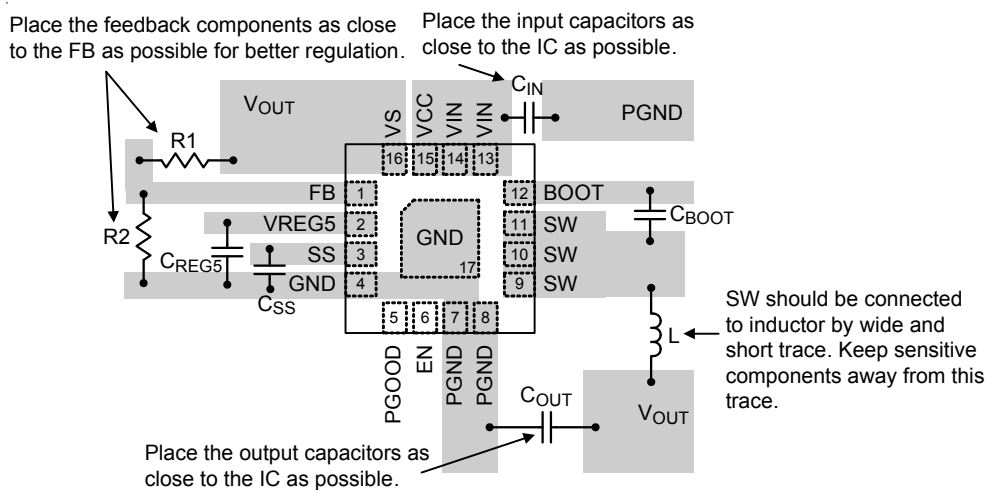 Place the feedback components as close
to the FB as possible for better regulation.
Place the input capacitors as
close to the IC as possible.
CIN
VOUT
PGND
VS
VCC
VIN
VIN
R1
16
15
14
13
FB
1
12
BOOT
VREG5
2
11
SW
CBOOT
R2
GND
CREG5
SS
3
10
SW
17
GND
4
9
SW
CSS
5
6
7
8
PGOOD
EN
PGND
PGND
L
SW should be connected
to inductor by wide and
short trace. Keep sensitive
components away from this
trace.
COUT
VOUT
Place the output capacitors as
close to the IC as possible.